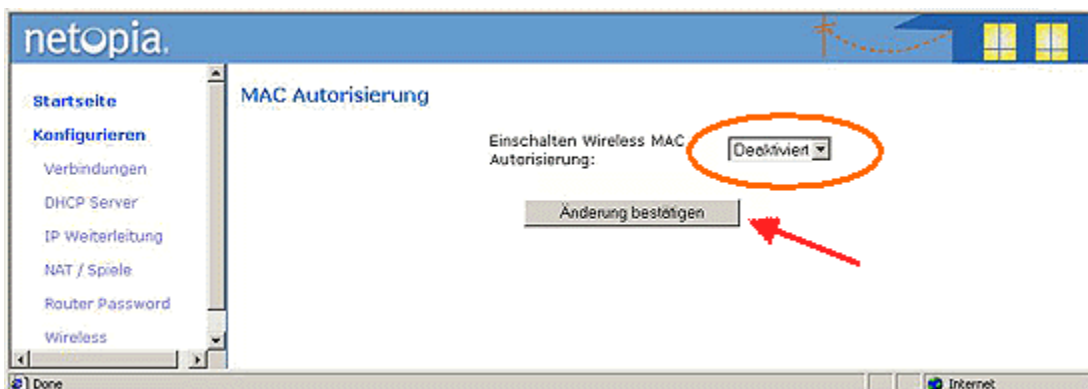 netopia.
Startseite
Konfigurieren
Verbindungen
DHCP Server
IP Weiterleitung
NAT / Spiele
Router Password
Wireless
MAC Autorisierung
Einschalten Wireless MAC
Autorisierung:
Deaktiviert
Änderung bestätigen
Done
Internet